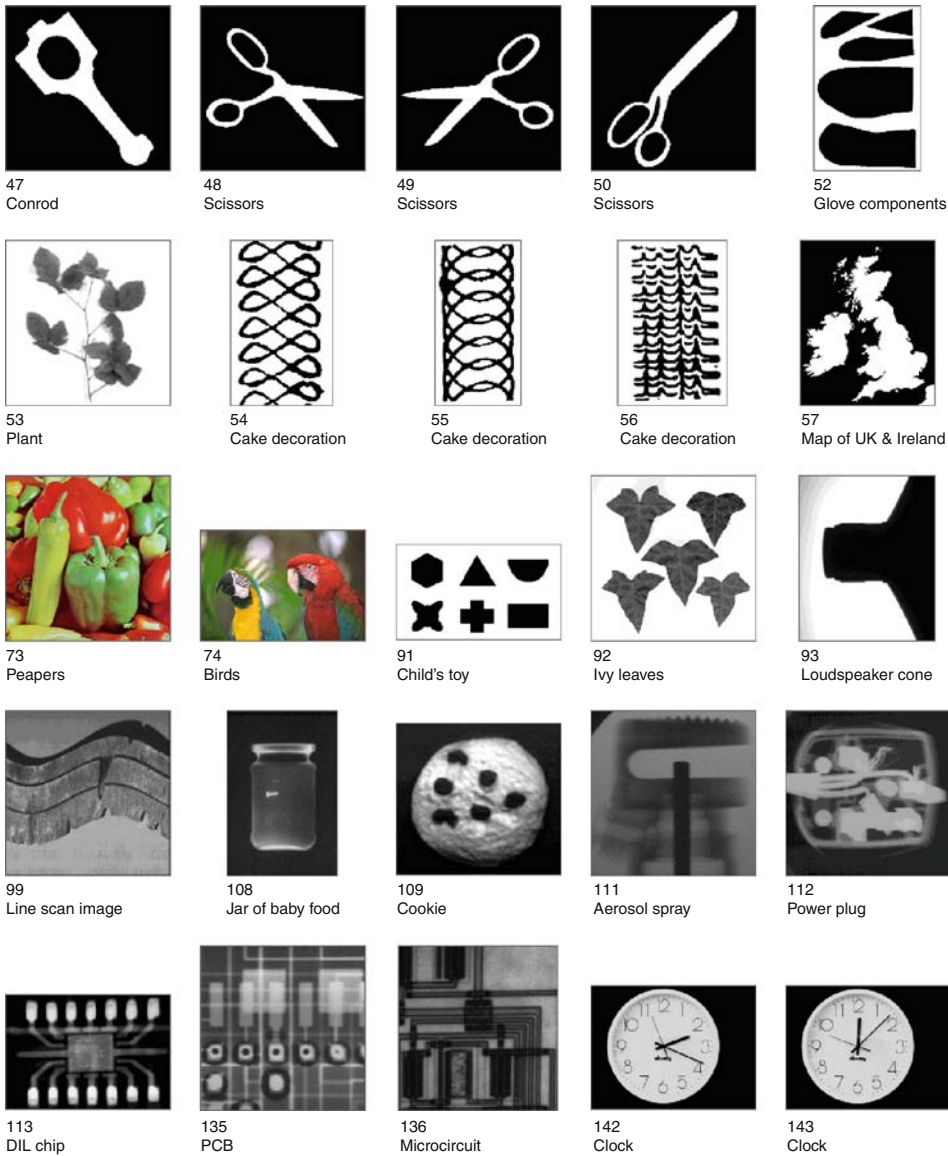 47
Conrod
48
Scissors
49
Scissors
50
Scissors
52
Glove components
53
Plant
54
Cake decoration
55
Cake decoration
56
Cake decoration
57
Map of UK & Ireland
73
Peapers
74
Birds
91
Child's toy
92
Ivy leaves
93
Loudspeaker cone
99
Line scan image
108
Jar of baby food
109
Cookie
111
Aerosol spray
112
Power plug
113
DIL chip
135
PCB
136
Microcircuit
142
Clock
143
Clock